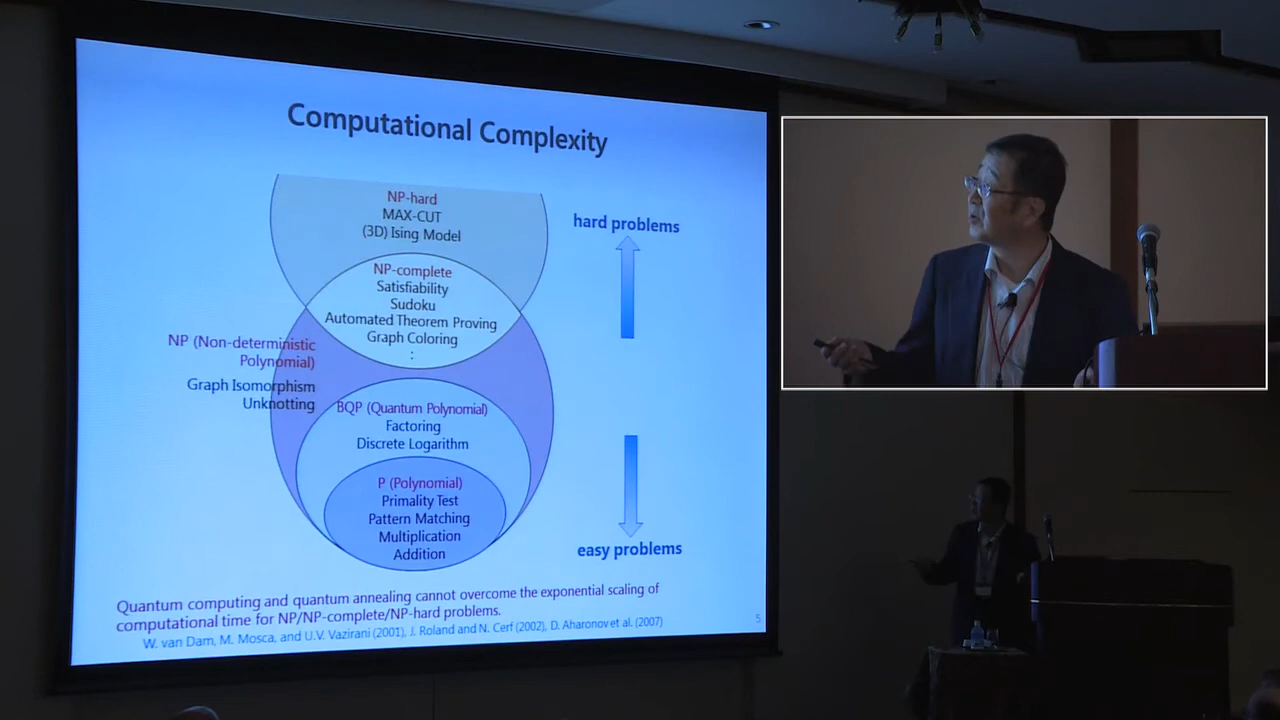 Computational Complexity
NP-hard
MAX-CUT
(3D) Ising Model
hard problems
NP-complete
Satisfiability
Sudoku
Automated Theorem Proving
Graph Coloring
:
NP (Non-deterministic
Polynomial)
Graph Isomorphism
Unknotting
BQP (Quantum Polynomial)
Factoring
Discrete Logarithm
P (Polynomial)
Primality Test
Pattern Matching
Multiplication
Addition
easy problems
Quantum computing and quantum annealing cannot overcome the exponential scaling of
computational time for NP/NP-complete/NP-hard problems.
W. van Dam, M. Mosca, and U.V. Vazirani (2001), J. Roland and N. Cerf (2002), D. Aharonov et al. (2007)
5